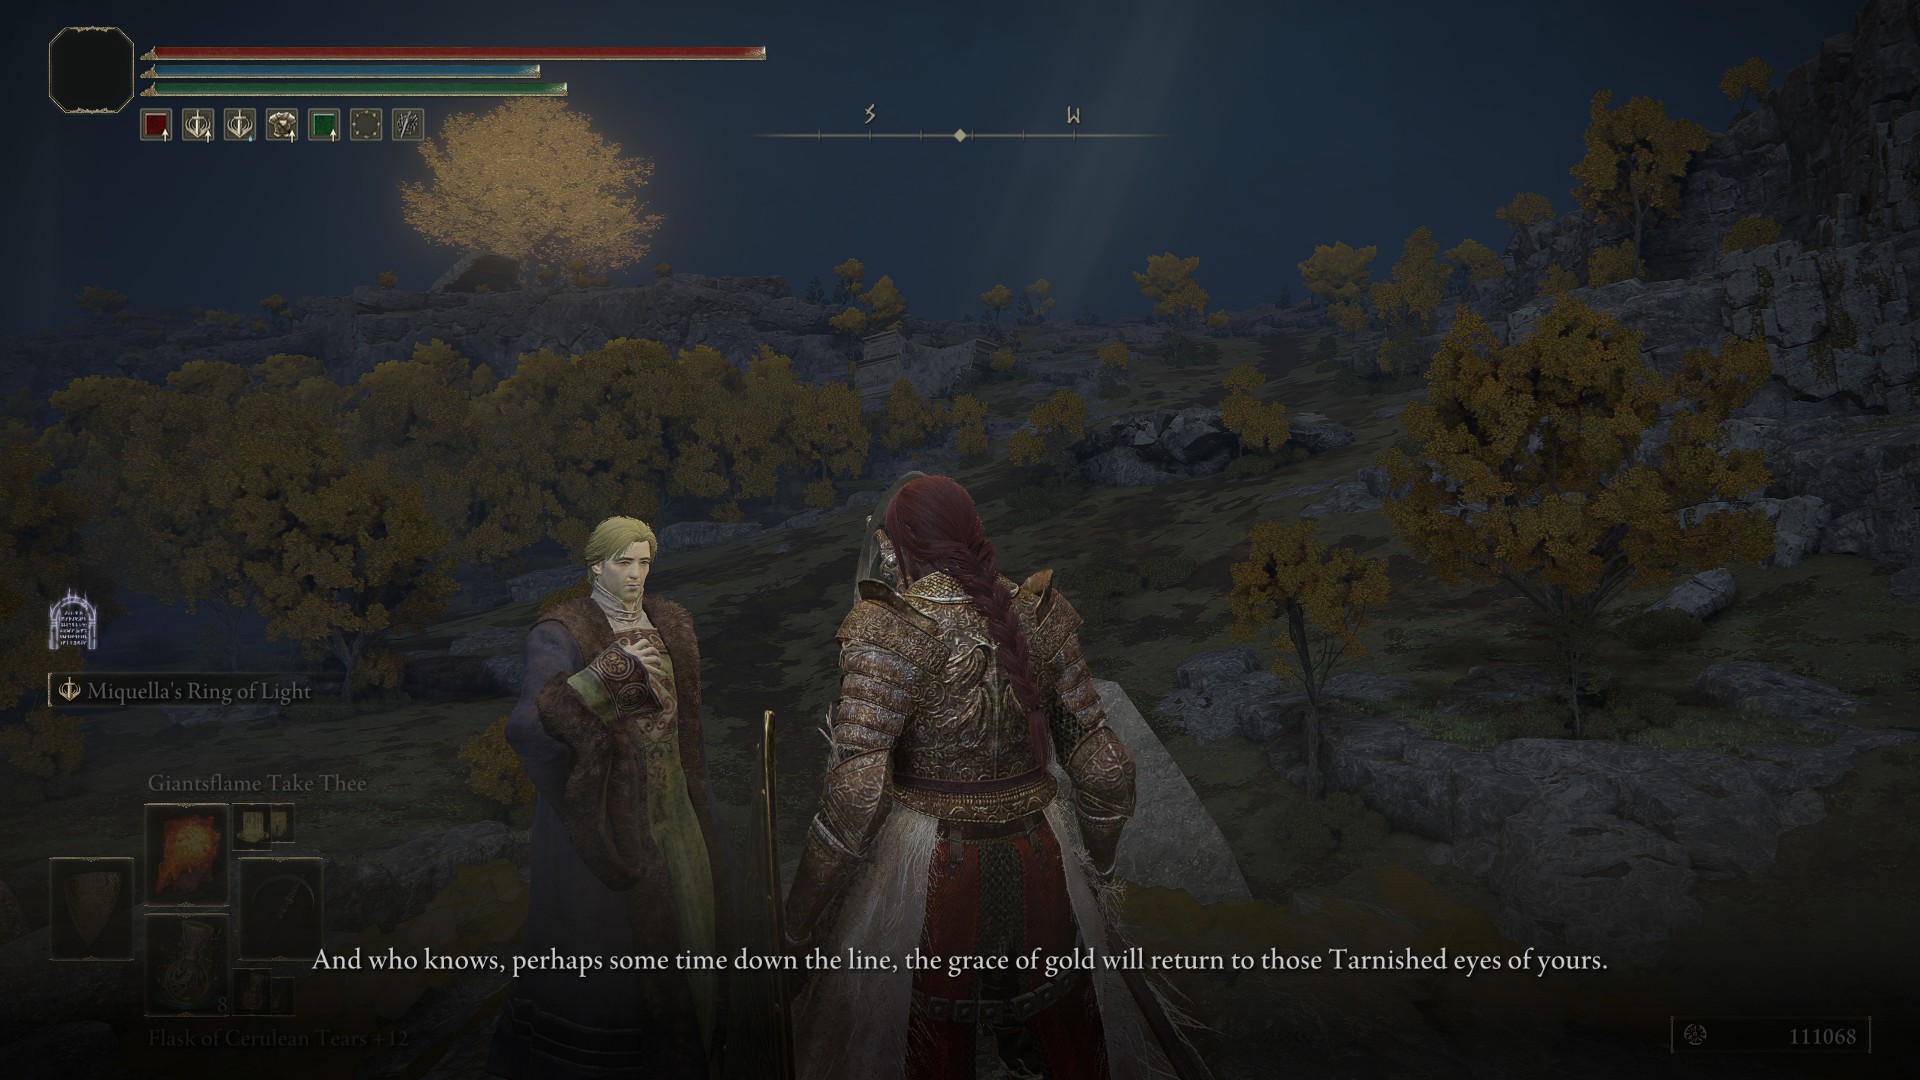 S
W
Miquella's Ring of Light
Giantsflame Take Thee
And who knows, perhaps some time down the line, the grace of gold will return to those Tarnished eyes of yours.
8
Flask of Cerulean Tears +12
111068